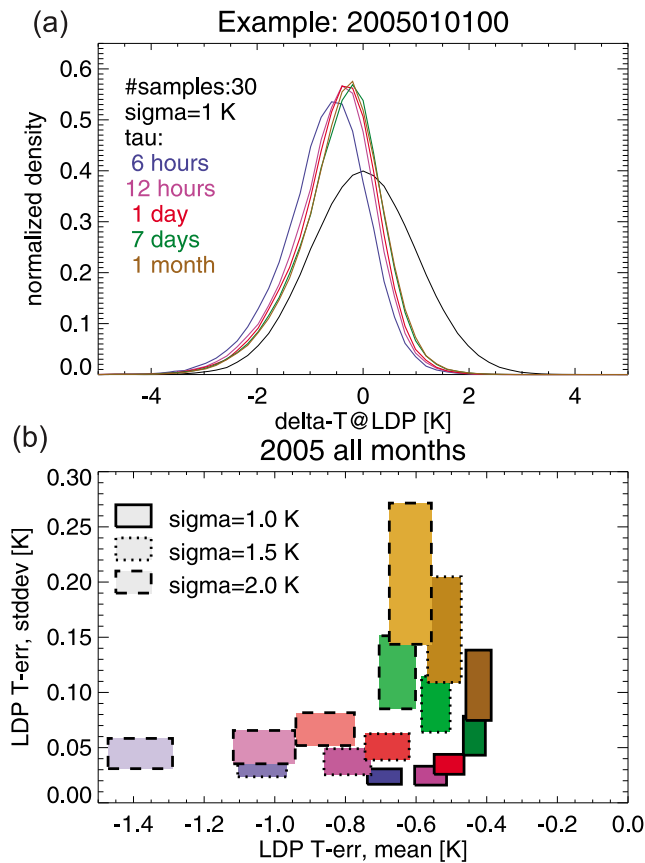 (a) Example: 2005010100
0.6
0.5
0.4
0.3
0.2
0.1
0.0
normalized density
#samples:30
sigma=1 K
tau:
6 hours
12 hours
1 day
7 days
1 month
-4 -2 0 2 4
delta-T@LDP [K]
(b) 2005 all months
0.30
0.25
0.20
0.15
0.10
0.05
0.00
LDP T-err, stddev [K]
sigma=1.0 K
sigma=1.5 K
sigma=2.0 K
-1.4 -1.2 -1.0 -0.8 -0.6 -0.4 -0.2 0.0
LDP T-err, mean [K]